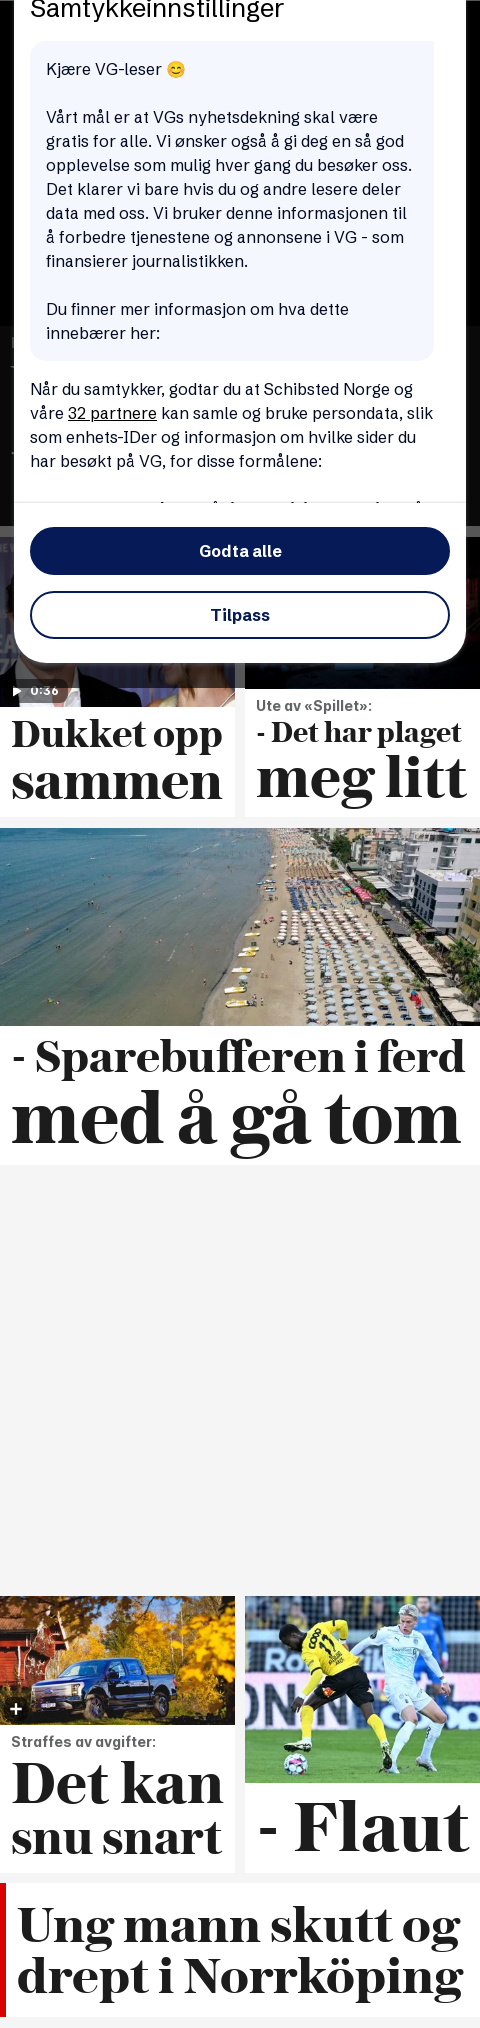 Samtykkeinnstillinger
Kjære VG-leser 😊
Vårt mål er at VGs nyhetsdekning skal være
gratis for alle. Vi ønsker også å gi deg en så god
opplevelse som mulig hver gang du besøker oss.
Det klarer vi bare hvis du og andre lesere deler
data med oss. Vi bruker denne informasjonen til
å forbedre tjenestene og annonsene i VG - som
finansierer journalistikken.
Du finner mer informasjon om hva dette
innebærer her:
Når du samtykker, godtar du at Schibsted Norge og
våre 32 partnere kan samle og bruke persondata, slik
som enhets-IDer og informasjon om hvilke sider du
har besøkt på VG, for disse formålene:
Godta alle
Tilpass
0:36
Dukket opp
sammen
Ute av «Spillet»:
- Det har plaget
meg litt
- Sparebufferen i ferd
med å gå tom
Straffes av avgifter:
Det kan
snu snart
COOP
11
- Flaut
Ung mann skutt og
drept i Norrköping